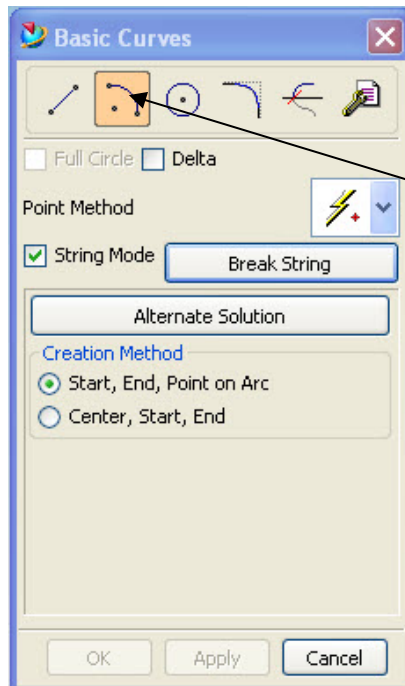 Basic Curves
Full Circle Delta
Point Method
String Mode Break String
Alternate Solution
Creation Method
Start, End, Point on Arc
Center, Start, End
OK Apply Cancel